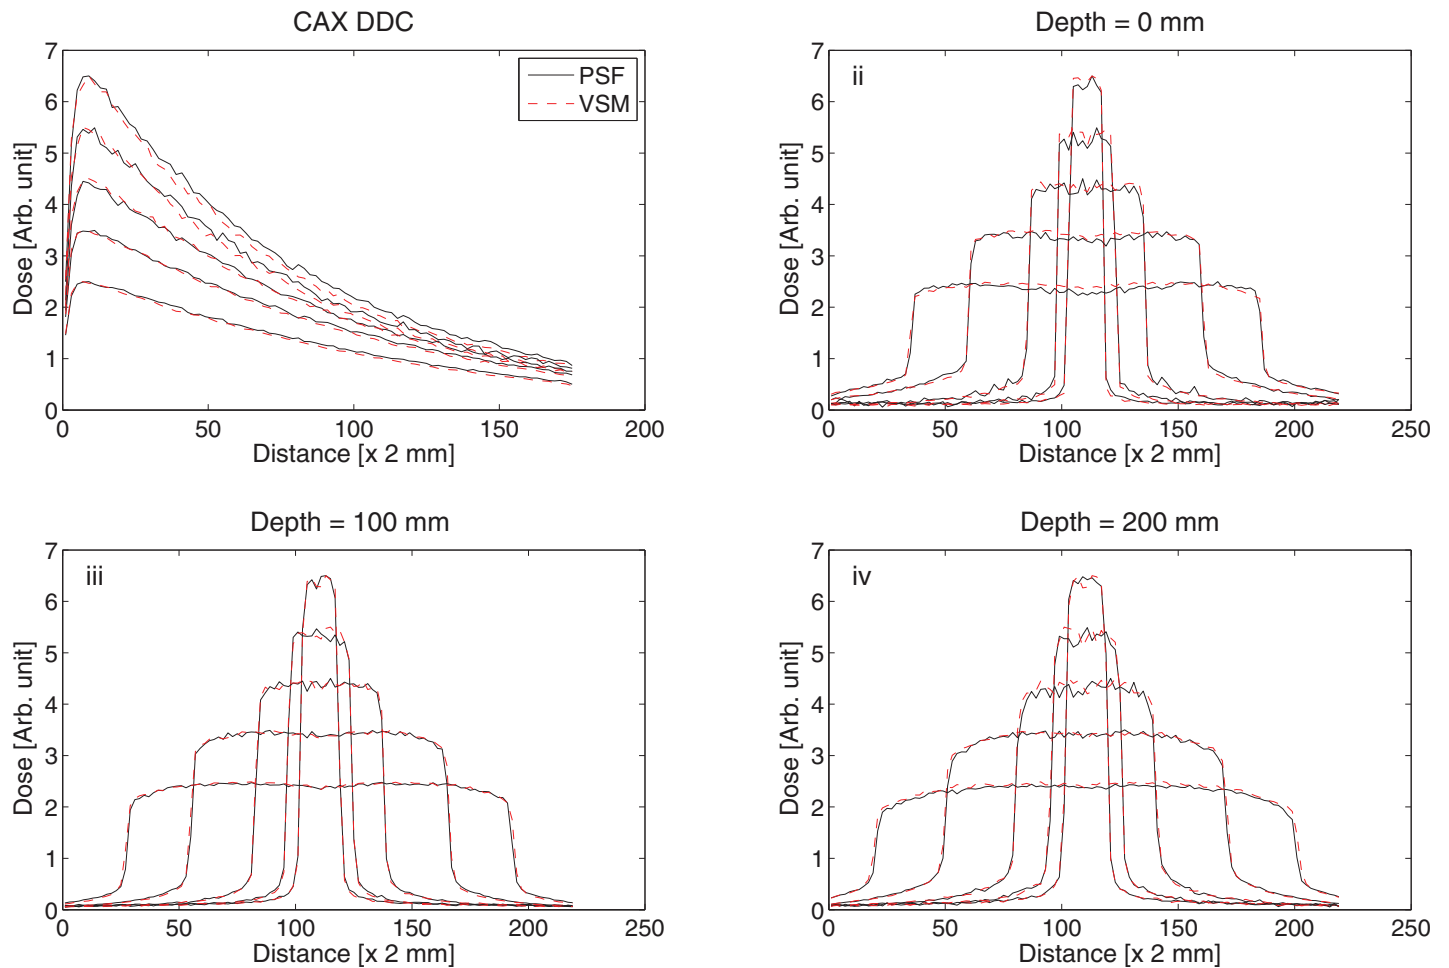 CAX DDC
7
6
5
4
3
2
1
0
Dose [Arb. unit]
PSF
VSM
0 50 100 150 200
Distance [x 2 mm]
Depth = 0 mm
ii
7
6
5
4
3
2
1
0
Dose [Arb. unit]
0 50 100 150 200 250
Distance [x 2 mm]
Depth = 100 mm
iii
7
6
5
4
3
2
1
0
Dose [Arb. unit]
0 50 100 150 200 250
Distance [x 2 mm]
Depth = 200 mm
iv
7
6
5
4
3
2
1
0
Dose [Arb. unit]
0 50 100 150 200 250
Distance [x 2 mm]